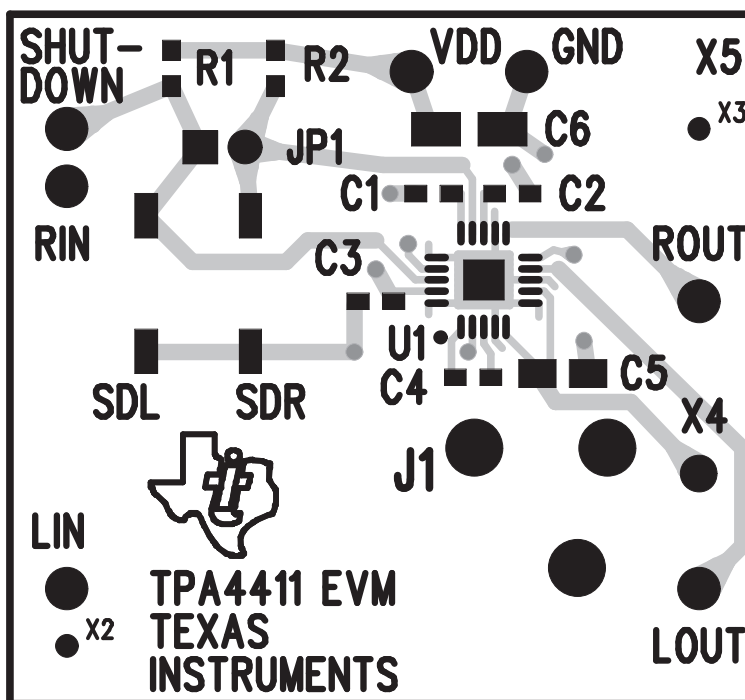 SHUT-
DOWN
R1
R2
VDD
GND
X5
X3
C6
JP1
C1
C2
RIN
C3
ROUT
U1
C4
C5
SDL
SDR
X4
J1
LIN
X2
TPA4411 EVM
TEXAS
INSTRUMENTS
LOUT